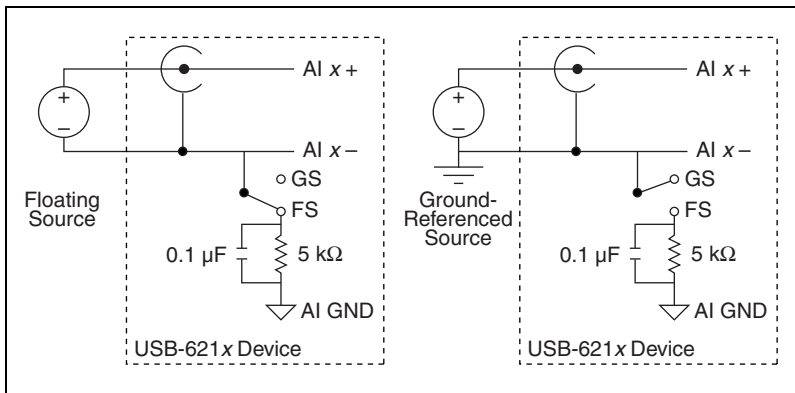 AI x +
AI x −
GS
FS
Floating
Source
0.1 µF
5 kΩ
AI GND
USB-621x Device
AI x +
AI x −
GS
FS
Ground-
Referenced
Source
0.1 µF
5 kΩ
AI GND
USB-621x Device